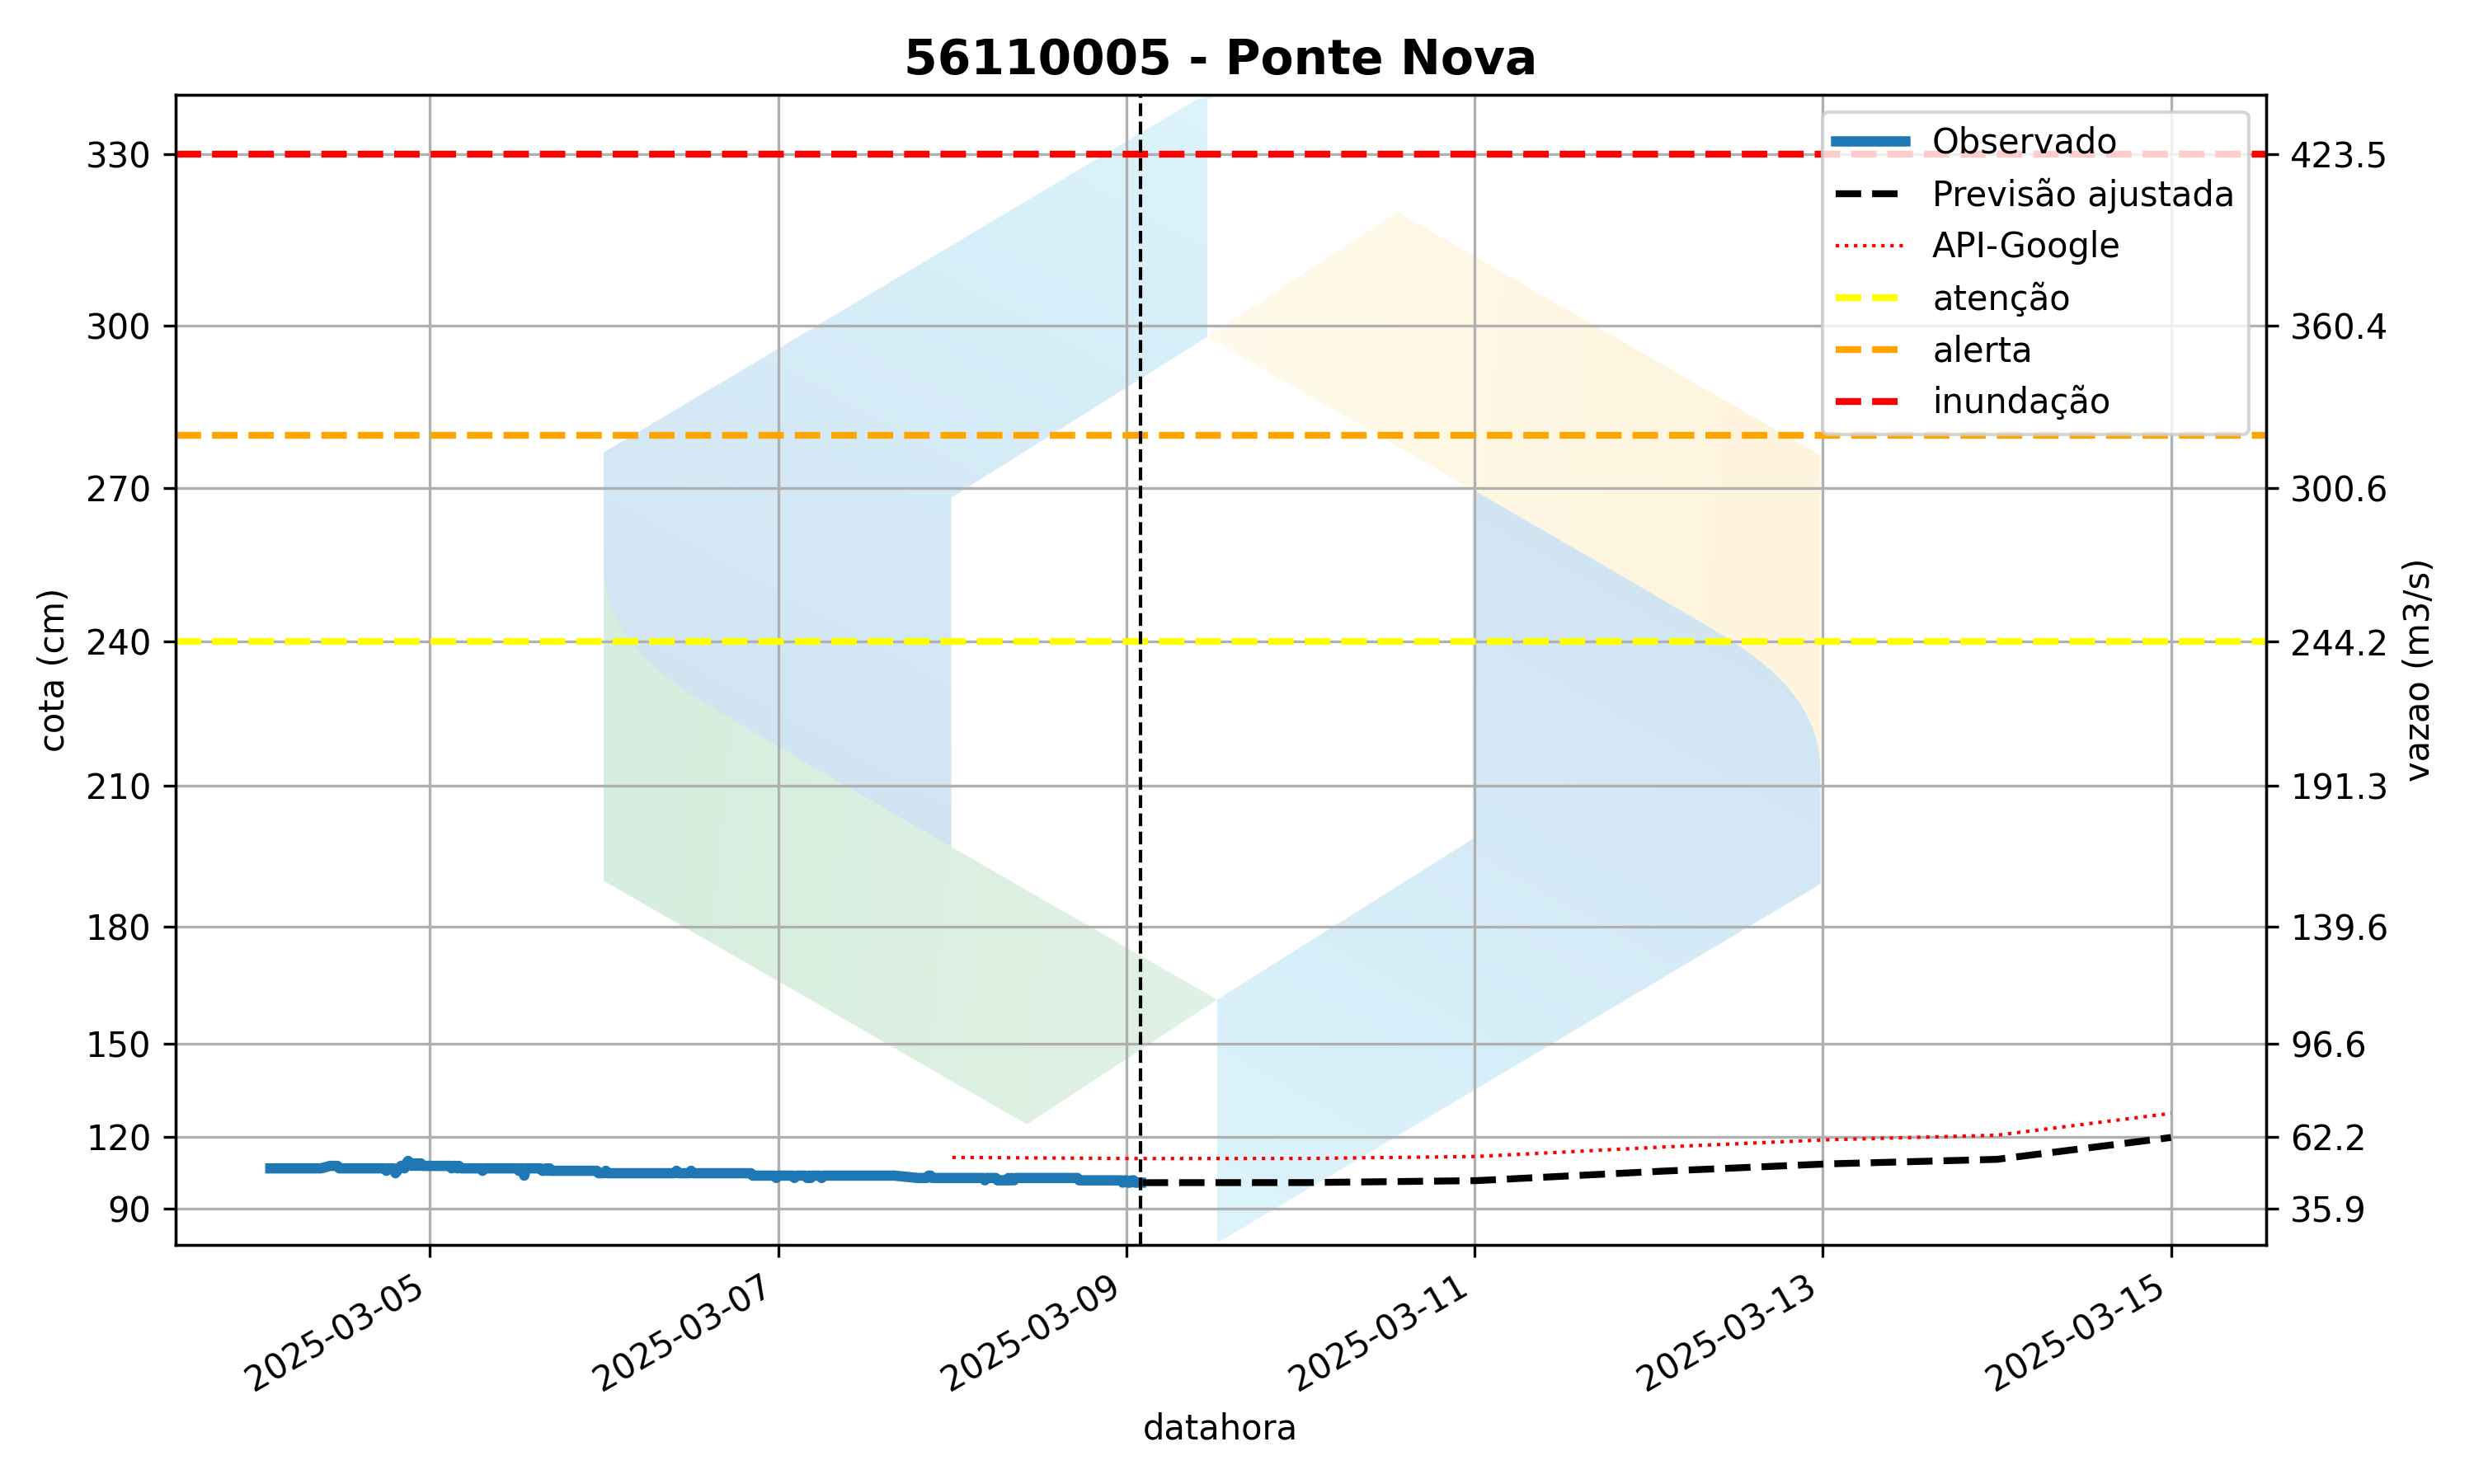 56110005 - Ponte Nova
Observado
Previsão ajustada
API-Google
atenção
alerta
inundação
330
300
270
240
210
180
150
120
90
cota (cm)
423.5
360.4
300.6
244.2
191.3
139.6
96.6
62.2
35.9
vazao (m3/s)
2025-03-05
2025-03-07
2025-03-09
2025-03-11
2025-03-13
2025-03-15
datahora